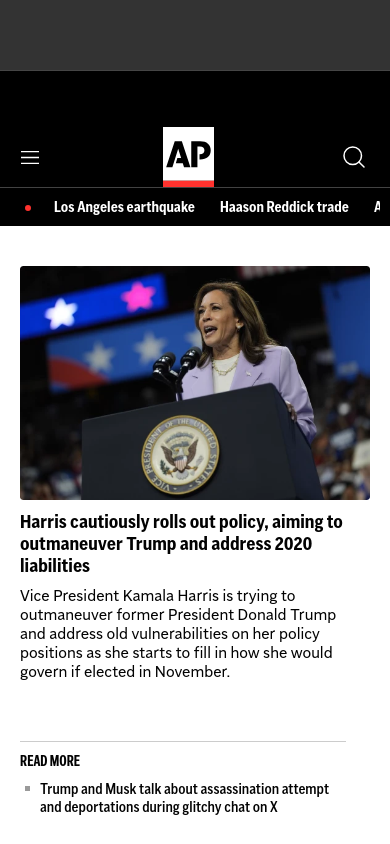 AP
Los Angeles earthquake Haason Reddick trade
VICE PRESIDENT OF THE UNITED STATES
Harris cautiously rolls out policy, aiming to
outmaneuver Trump and address 2020
liabilities
Vice President Kamala Harris is trying to
outmaneuver former President Donald Trump
and address old vulnerabilities on her policy
positions as she starts to fill in how she would
govern if elected in November.
READ MORE
Trump and Musk talk about assassination attempt
and deportations during glitchy chat on X